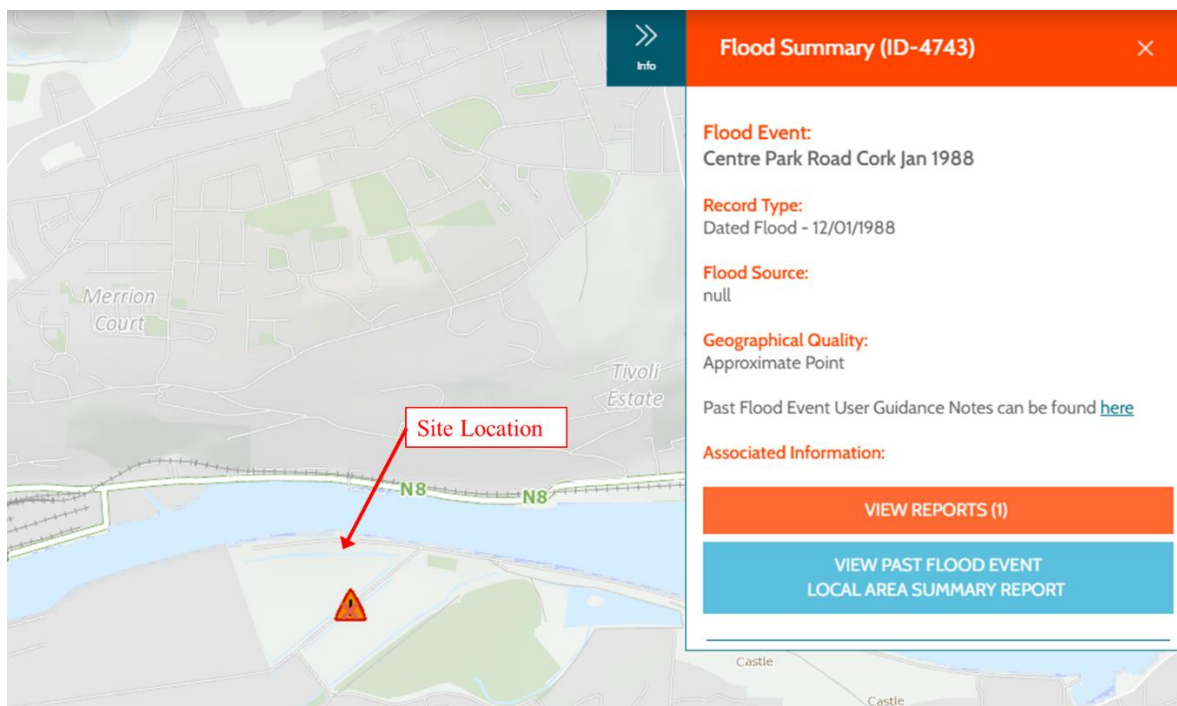 Info
Flood Summary (ID-4743)
Flood Event:
Centre Park Road Cork Jan 1988
Record Type:
Dated Flood - 12/01/1988
Flood Source:
null
Geographical Quality:
Approximate Point
Past Flood Event User Guidance Notes can be found here
Associated Information:
VIEW REPORTS (1)
VIEW PAST FLOOD EVENT
LOCAL AREA SUMMARY REPORT
Merrion
Court
Tivoli
Estate
Site Location
N8
N8
Castle
Castle